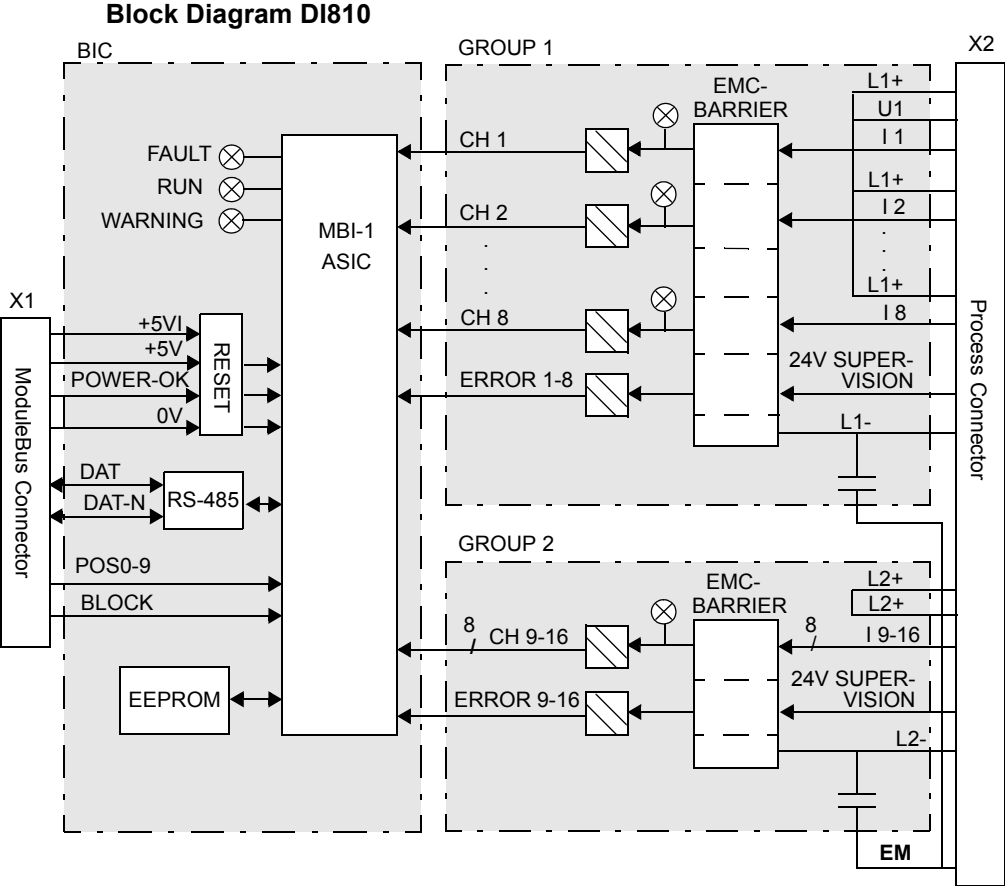 Block Diagram DI810
BIC
FAULT
RUN
WARNING
MBI-1
ASIC
X1
ModuleBus Connector
+5VI
+5V
POWER-OK
0V
RESET
DAT
DAT-N
RS-485
POS0-9
BLOCK
EEPROM
GROUP 1
EMC-
BARRIER
CH 1
CH 2
CH 8
ERROR 1-8
L1+
U1
I 1
L1+
I 2
L1+
I 8
24V SUPER-
VISION
L1-
GROUP 2
EMC-
BARRIER
8
CH 9-16
ERROR 9-16
L2+
L2+
8
I 9-16
24V SUPER-
VISION
L2-
EM
X2
Process Connector